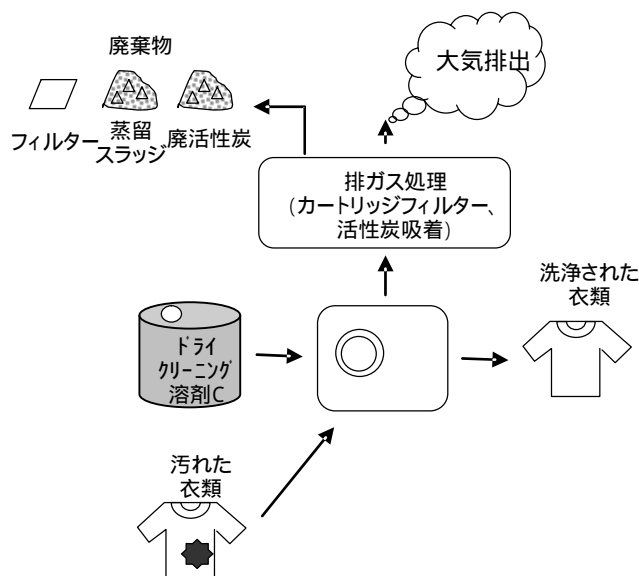 廃棄物
大気排出
フィルター
蒸留
スラッジ
廃活性炭
排ガス処理
(カートリッジフィルター、
活性炭吸着)
洗浄された
衣類
ドライ
クリーニング
溶剤C
汚れた
衣類